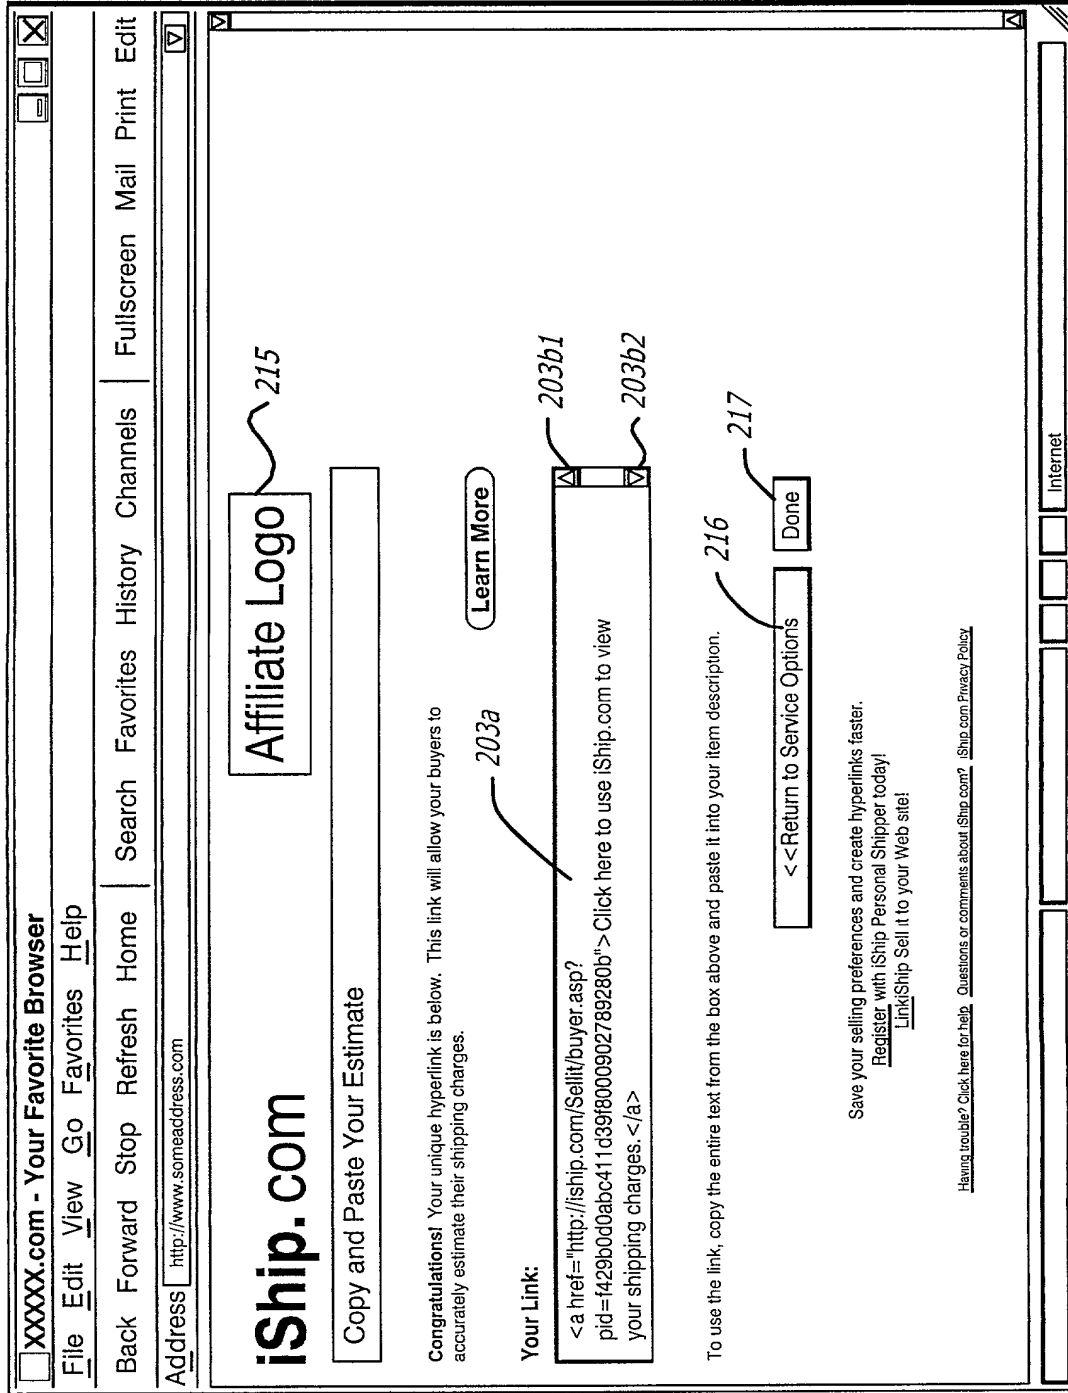 XXXXX.com - Your Favorite Browser
File Edit View Go Favorites Help
Back Forward Stop Refresh Home Search Favorites History Channels Fullscreen Mail Print Edit
Address http://www.someaddress.com
iShip.com
Affiliate Logo
215
Copy and Paste Your Estimate
Congratulations! Your unique hyperlink is below. This link will allow your buyers to
accurately estimate their shipping charges.
Learn More
203a
Your Link:
203b1
<a href="http://iship.com/Sellit/buyer.asp?
pid=f429b0d0abc411d39f8000902789280b">Click here to use iShip.com to view
your shipping charges.</a>
203b2
To use the link, copy the entire text from the box above and paste it into your item description.
216
217
<<Return to Service Options
Done
Save your selling preferences and create hyperlinks faster.
Register with iShip Personal Shipper today!
LinkiShip Sell it to your Web site!
Having trouble? Click here for help Questions or comments about iShip com? iShip com Privacy Policy
Internet